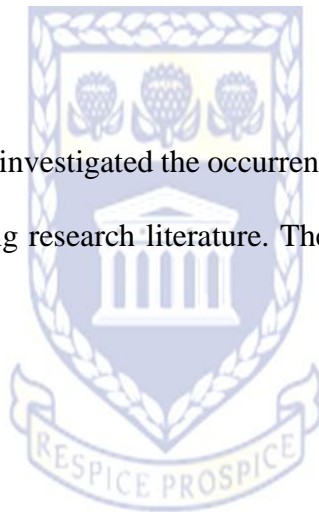 investigated the occurren
g research literature. The
RESPICE PROSPICE